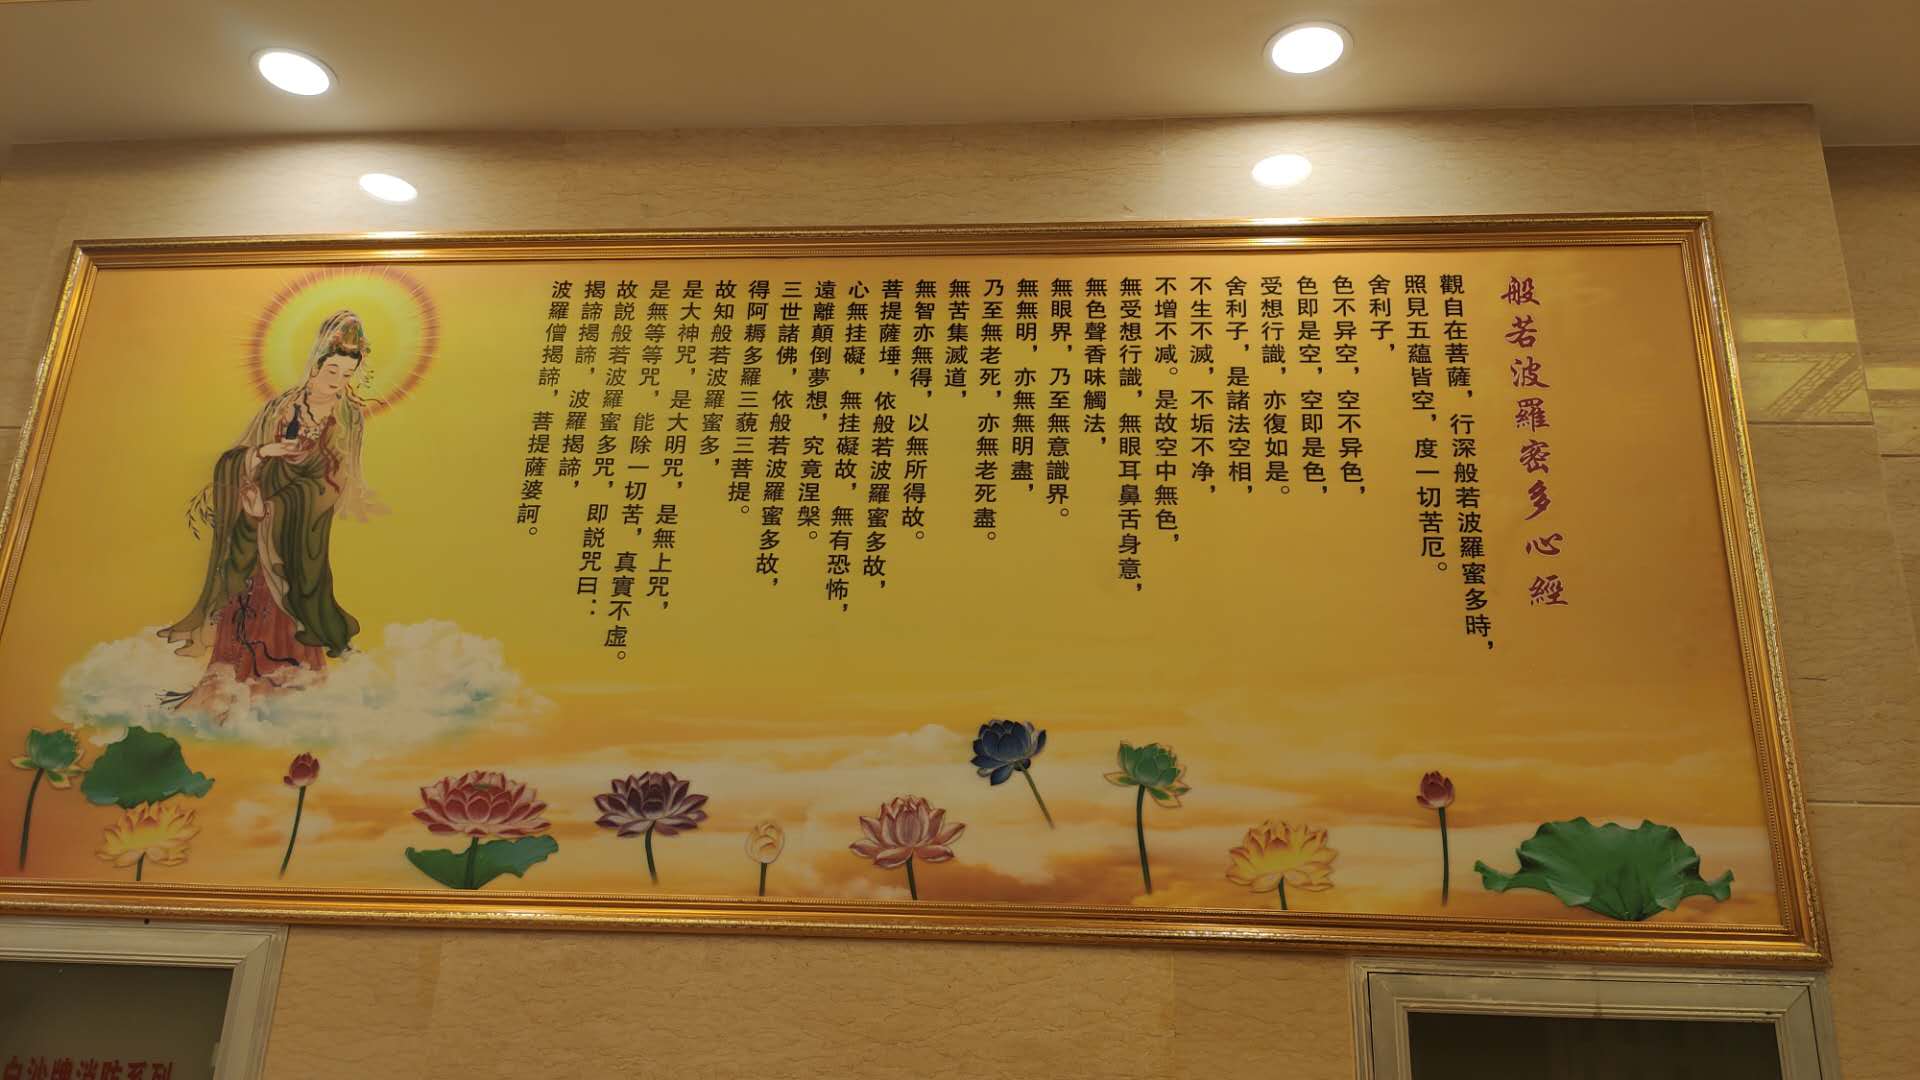 般若波羅密多心經
觀自在菩薩，行深般若波羅蜜多時，
照見五蘊皆空，度一切苦厄。
舍利子，
色不异空，空不异色，
色即是空，空即是色，
受想行識，亦復如是。
舍利子，是諸法空相，
不生不滅，不垢不净，
不增不减。是故空中無色，
無受想行識，無眼耳鼻舌身意，
無色聲香味觸法，
無眼界，乃至無意識界。
無無明，亦無無明盡，
乃至無老死，亦無老死盡。
無苦集滅道，
無智亦無得，以無所得故。
菩提薩埵，依般若波羅蜜多故，
心無挂礙，無挂礙故，無有恐怖，
遠離顛倒夢想，究竟涅槃。
三世諸佛，依般若波羅蜜多故，
得阿耨多羅三藐三菩提。
故知般若波羅蜜多，
是大神咒，是大明咒，是無上咒，
是無等等咒，能除一切苦，真實不虚。
故説般若波羅蜜多咒，即説咒曰：
揭諦揭諦，波羅揭諦，
波羅僧揭諦，菩提薩婆訶。
白沙牌消防系列